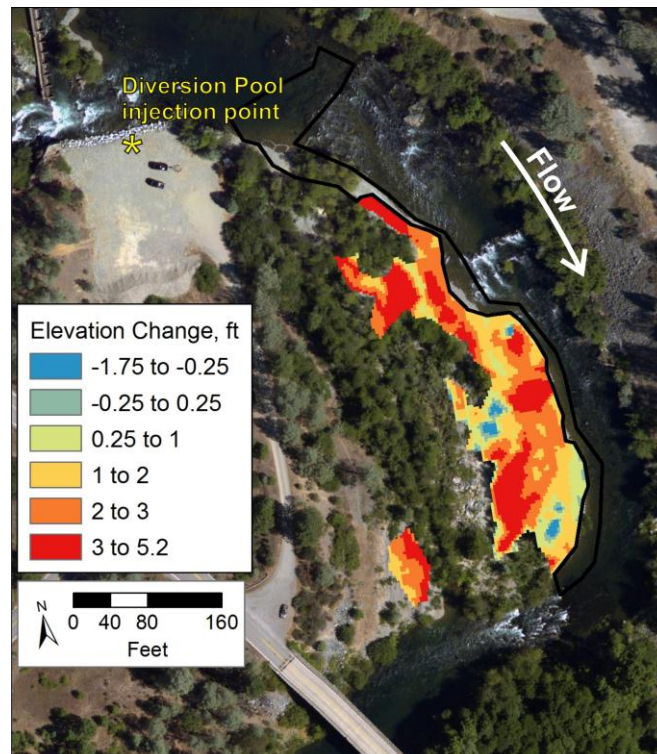 Diversion Pool
injection point
*
Flow
Elevation Change, ft
-1.75 to -0.25
-0.25 to 0.25
0.25 to 1
1 to 2
2 to 3
3 to 5.2
N
0 40 80 160
Feet